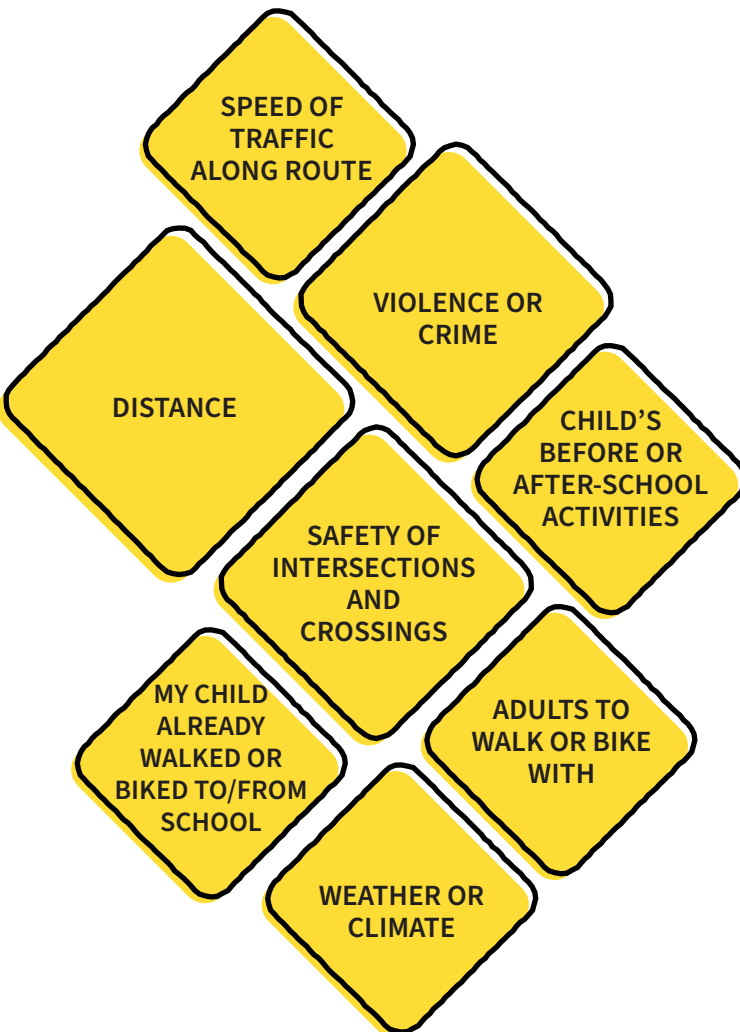 SPEED OF
TRAFFIC
ALONG ROUTE
VIOLENCE OR
CRIME
DISTANCE
CHILD’S
BEFORE OR
AFTER-SCHOOL
ACTIVITIES
SAFETY OF
INTERSECTIONS
AND
CROSSINGS
MY CHILD
ALREADY
WALKED OR
BIKED TO/FROM
SCHOOL
ADULTS TO
WALK OR BIKE
WITH
WEATHER OR
CLIMATE